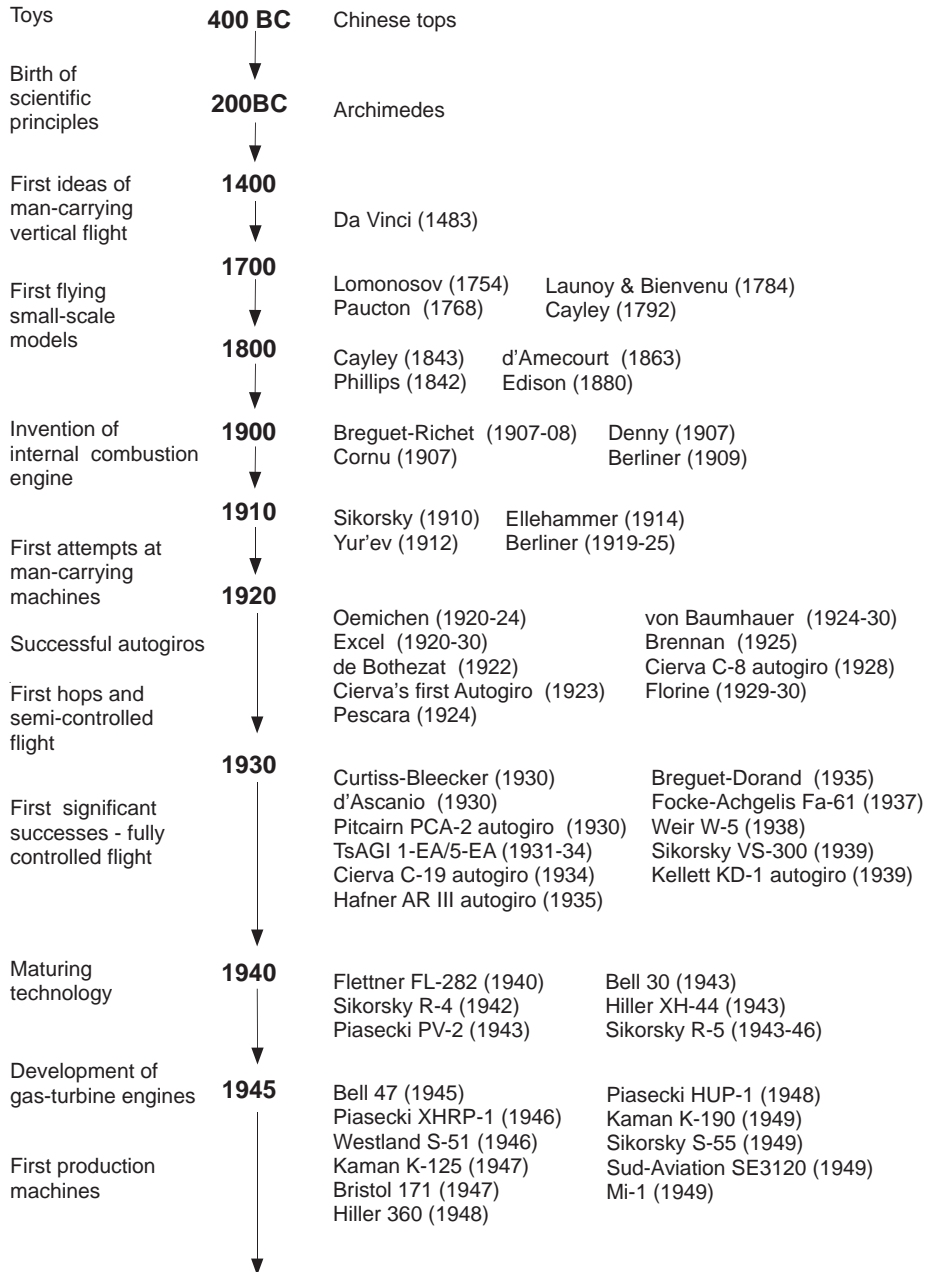 Toys 400 BC Chinese tops
Birth of
scientific 200BC Archimedes
principles
First ideas of 1400
man-carrying
vertical flight Da Vinci (1483)
1700
First flying Lomonosov (1754) Launoy & Bienvenu (1784)
small-scale Paucton (1768) Cayley (1792)
models
1800
Cayley (1843) d'Amecourt (1863)
Phillips (1842) Edison (1880)
Invention of 1900 Breguet-Richet (1907-08) Denny (1907)
internal combustion Cornu (1907) Berliner (1909)
engine
1910
Sikorsky (1910) Ellehammer (1914)
First attempts at Yur'ev (1912) Berliner (1919-25)
man-carrying
machines 1920
Oemichen (1920-24) von Baumhauer (1924-30)
Successful autogiros Excel (1920-30) Brennan (1925)
de Bothezat (1922) Cierva C-8 autogiro (1928)
First hops and Cierva's first Autogiro (1923) Florine (1929-30)
semi-controlled Pescara (1924)
flight
1930
Curtiss-Bleecker (1930) Breguet-Dorand (1935)
First significant d'Ascanio (1930) Focke-Achgelis Fa-61 (1937)
successes - fully Pitcairn PCA-2 autogiro (1930) Weir W-5 (1938)
controlled flight TsAGI 1-EA/5-EA (1931-34) Sikorsky VS-300 (1939)
Cierva C-19 autogiro (1934) Kellett KD-1 autogiro (1939)
Hafner AR III autogiro (1935)
Maturing 1940
technology Flettner FL-282 (1940) Bell 30 (1943)
Sikorsky R-4 (1942) Hiller XH-44 (1943)
Piasecki PV-2 (1943) Sikorsky R-5 (1943-46)
Development of
gas-turbine engines 1945 Bell 47 (1945) Piasecki HUP-1 (1948)
Piasecki XHRP-1 (1946) Kaman K-190 (1949)
Westland S-51 (1946) Sikorsky S-55 (1949)
First production Kaman K-125 (1947) Sud-Aviation SE3120 (1949)
machines Bristol 171 (1947) Mi-1 (1949)
Hiller 360 (1948)